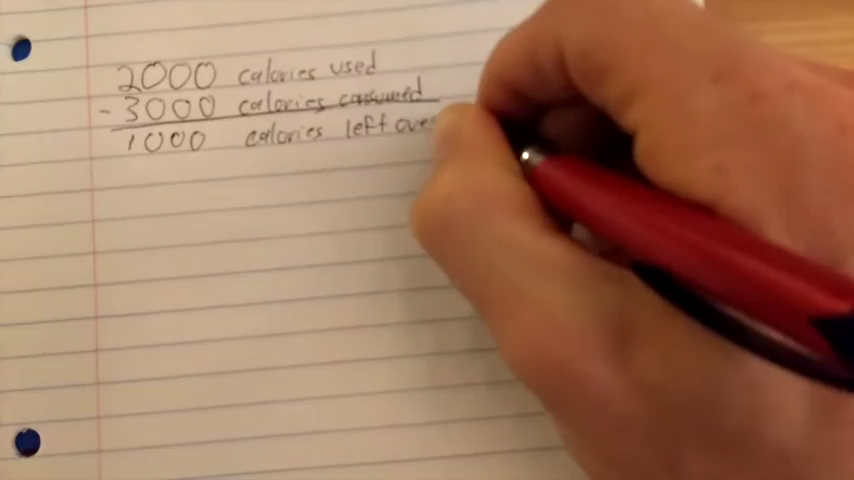 2000 calories used
- 3000 calories consumed
1000 calories left over